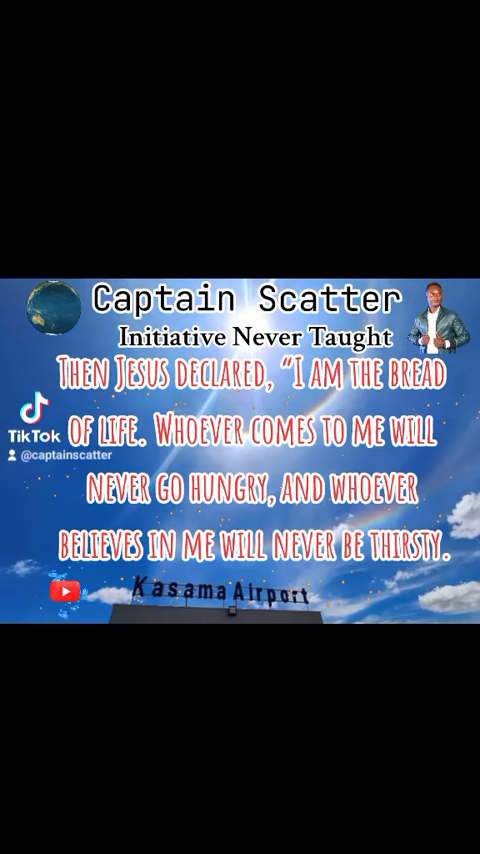 Captain Scatter
Initiative Never Taught
Then Jesus declared, “I am the bread
of life. Whoever comes to me will
never go hungry, and whoever
believes in me will never be thirsty.
TikTok
@captainscatter
Kasama Airport